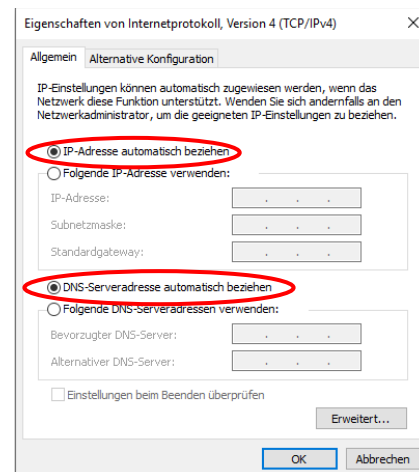 Eigenschaften von Internetprotokoll, Version 4 (TCP/IPv4)
Allgemein
Alternative Konfiguration
IP-Einstellungen können automatisch zugewiesen werden, wenn das
Netzwerk diese Funktion unterstützt. Wenden Sie sich andernfalls an den
Netzwerkadministrator, um die geeigneten IP-Einstellungen zu beziehen.
IP-Adresse automatisch beziehen
Folgende IP-Adresse verwenden:
IP-Adresse:
Subnetzmaske:
Standardgateway:
DNS-Serveradresse automatisch beziehen
Folgende DNS-Serveradressen verwenden:
Bevorzugter DNS-Server:
Alternativer DNS-Server:
Einstellungen beim Beenden überprüfen
Erweitert...
OK
Abbrechen